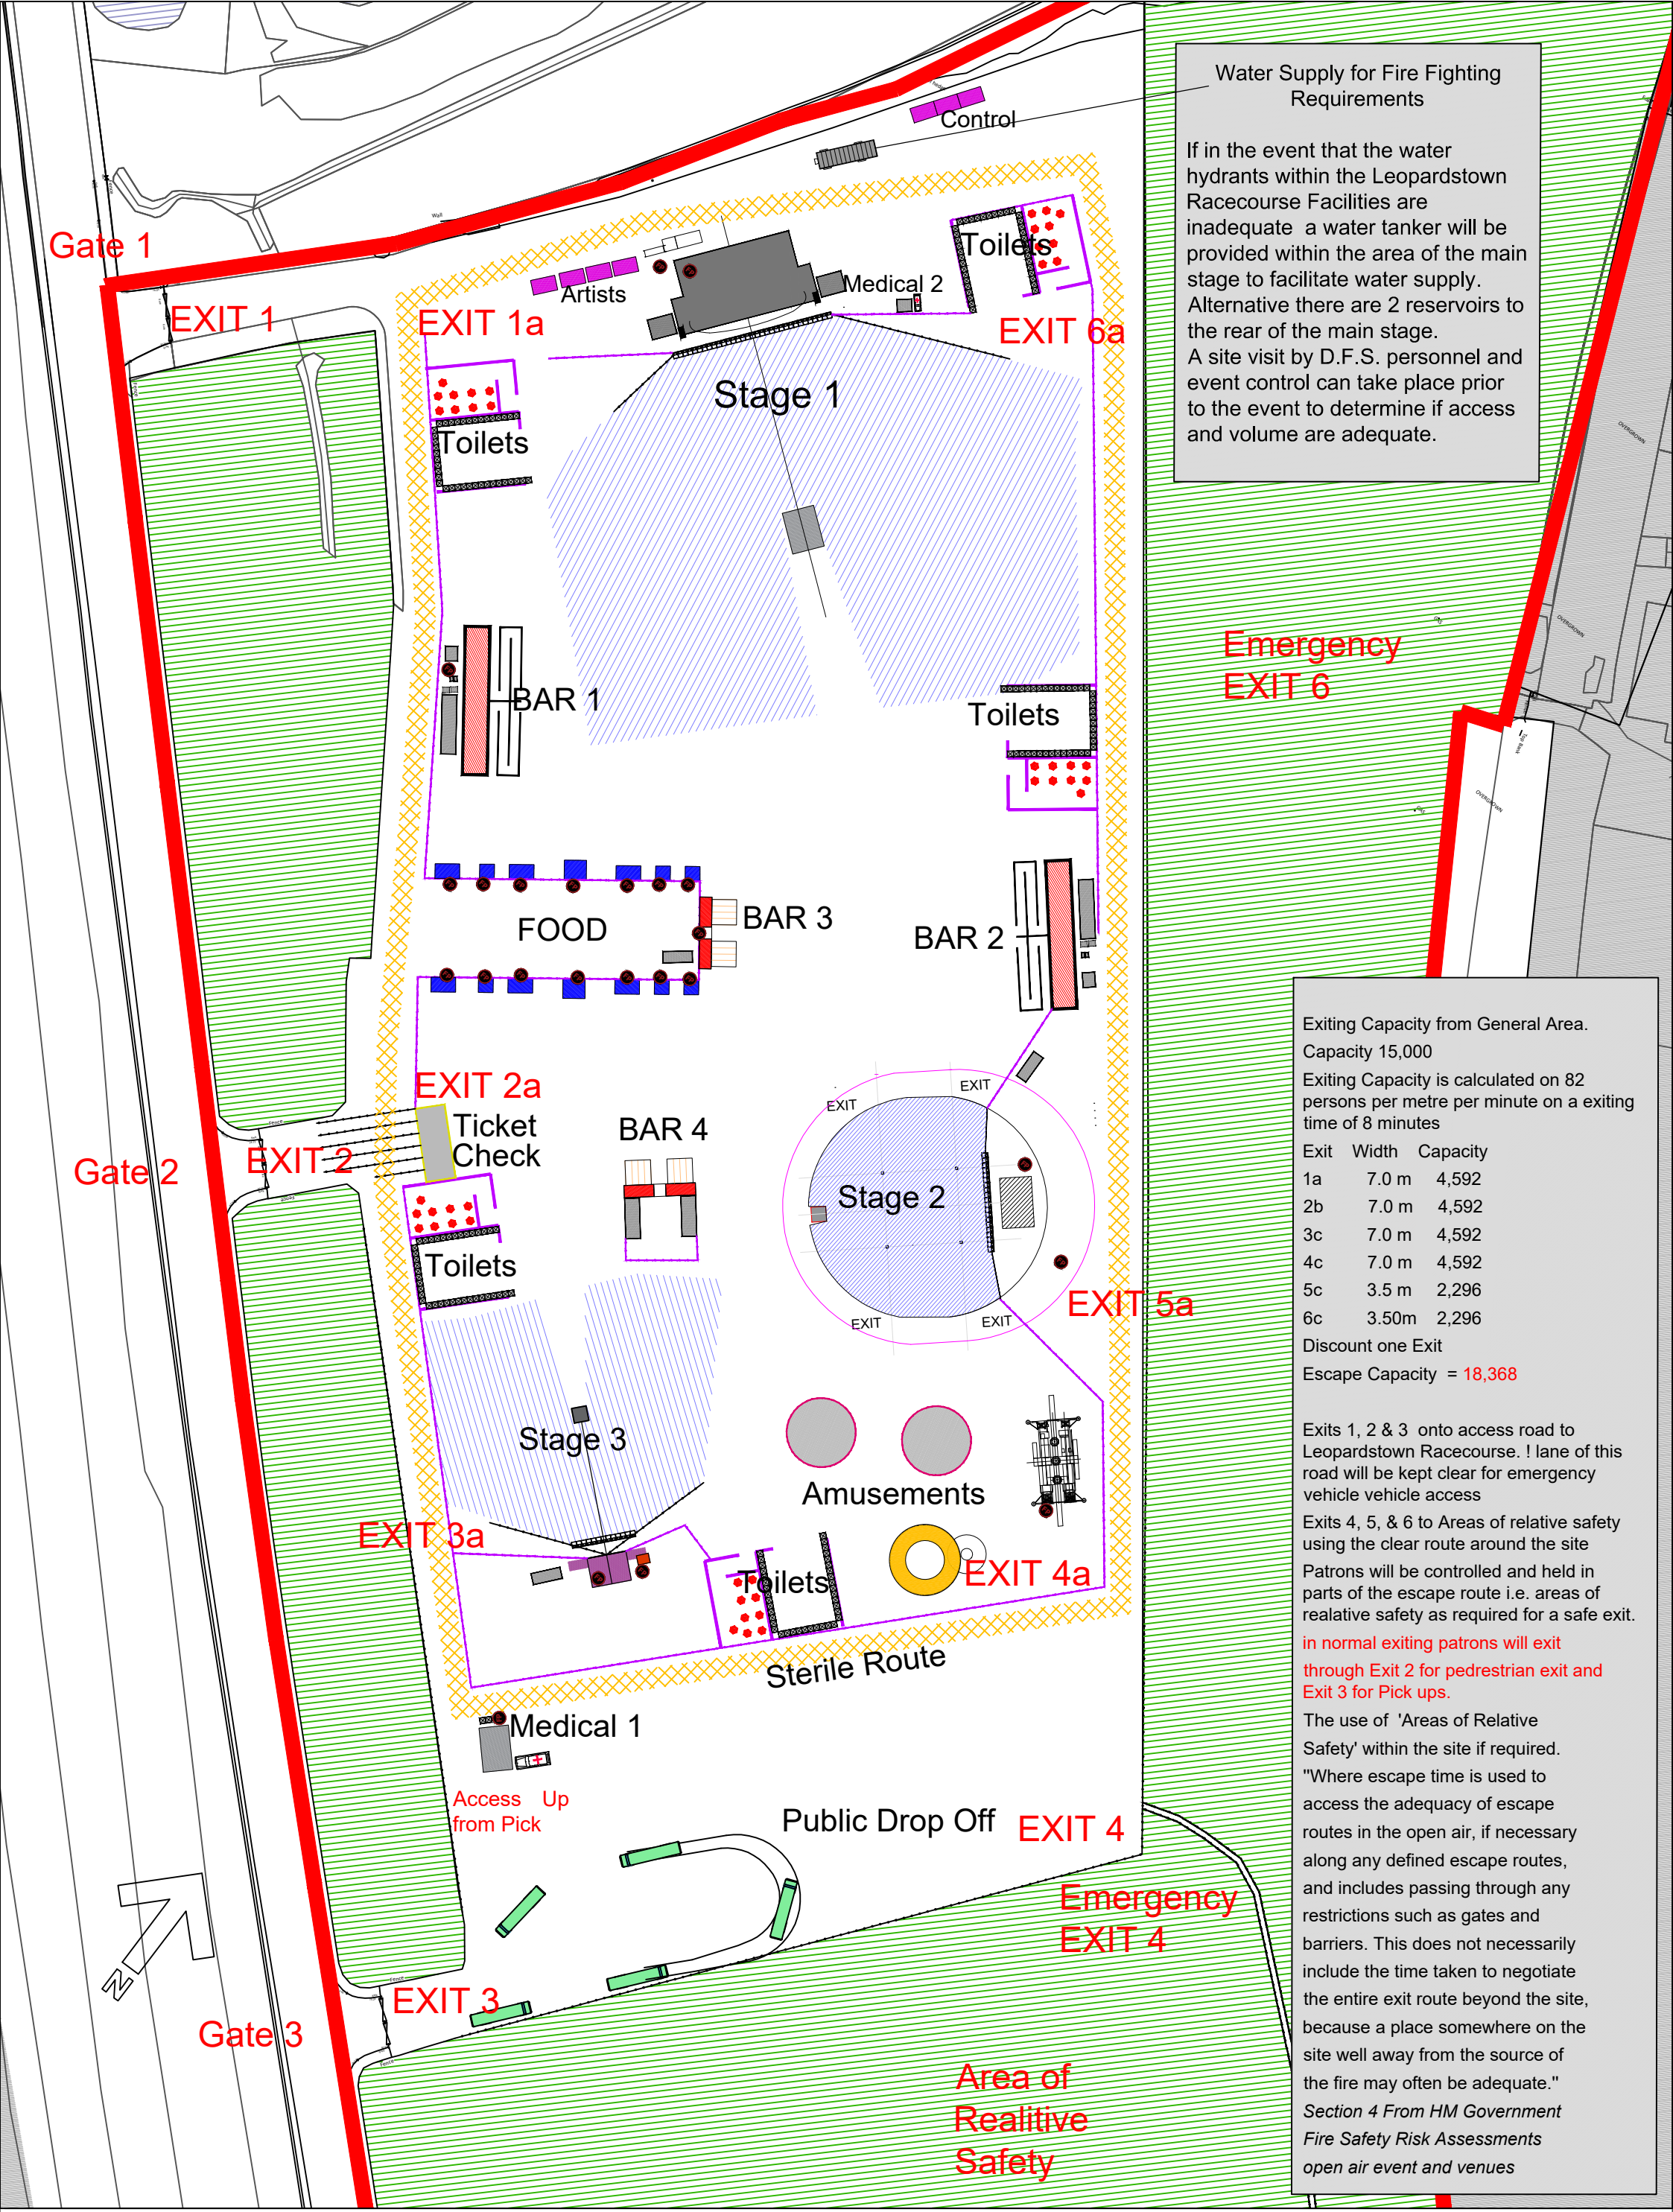 Water Supply for Fire Fighting
Requirements
If in the event that the water
hydrants within the Leopardstown
Racecourse Facilities are
inadequate a water tanker will be
provided within the area of the main
stage to facilitate water supply.
Alternative there are 2 reservoirs to
the rear of the main stage.
A site visit by D.F.S. personnel and
event control can take place prior
to the event to determine if access
and volume are adequate.
Control
Wall
Gate 1
EXIT 1
EXIT 1a
Artists
Medical 2
Toilets
EXIT 6a
Stage 1
Toilets
OVERGROWN
OVERGROWN
Emergency
EXIT 6
BAR 1
Toilets
OVERGROWN
FOOD
BAR 3
BAR 2
EXIT 2a
Ticket
Check
BAR 4
EXIT
EXIT
Fence
Gate 2
EXIT 2
Stage 2
Toilets
EXIT
EXIT
EXIT 5a
Stage 3
Amusements
EXIT 3a
Toilets
EXIT 4a
Sterile Route
Medical 1
Access Up
from Pick
Public Drop Off
EXIT 4
Emergency
EXIT 4
N
Fence
EXIT 3
Gate 3
Fence
Area of
Realitive
Safety
Exiting Capacity from General Area.
Capacity 15,000
Exiting Capacity is calculated on 82
persons per metre per minute on a exiting
time of 8 minutes
Exit Width Capacity
1a 7.0 m 4,592
2b 7.0 m 4,592
3c 7.0 m 4,592
4c 7.0 m 4,592
5c 3.5 m 2,296
6c 3.50m 2,296
Discount one Exit
Escape Capacity = 18,368
Exits 1, 2 & 3 onto access road to
Leopardstown Racecourse. ! lane of this
road will be kept clear for emergency
vehicle vehicle access
Exits 4, 5, & 6 to Areas of relative safety
using the clear route around the site
Patrons will be controlled and held in
parts of the escape route i.e. areas of
realative safety as required for a safe exit.
in normal exiting patrons will exit
through Exit 2 for pedrestrian exit and
Exit 3 for Pick ups.
The use of 'Areas of Relative
Safety' within the site if required.
"Where escape time is used to
access the adequacy of escape
routes in the open air, if necessary
along any defined escape routes,
and includes passing through any
restrictions such as gates and
barriers. This does not necessarily
include the time taken to negotiate
the entire exit route beyond the site,
because a place somewhere on the
site well away from the source of
the fire may often be adequate."
Section 4 From HM Government
Fire Safety Risk Assessments
open air event and venues